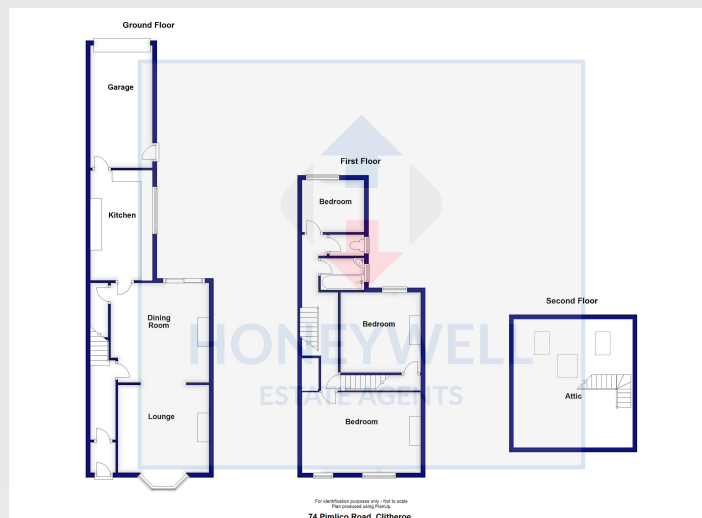 Ground Floor
Garage
Kitchen
Dining
Room
Lounge
First Floor
Bedroom
Bedroom
Bedroom
Second Floor
Attic
HONEYWELL
ESTATE AGENTS
For identification purposes only - Not to scale
Plan produced using PlanUp.
74 Pimlico Road, Clitheroe